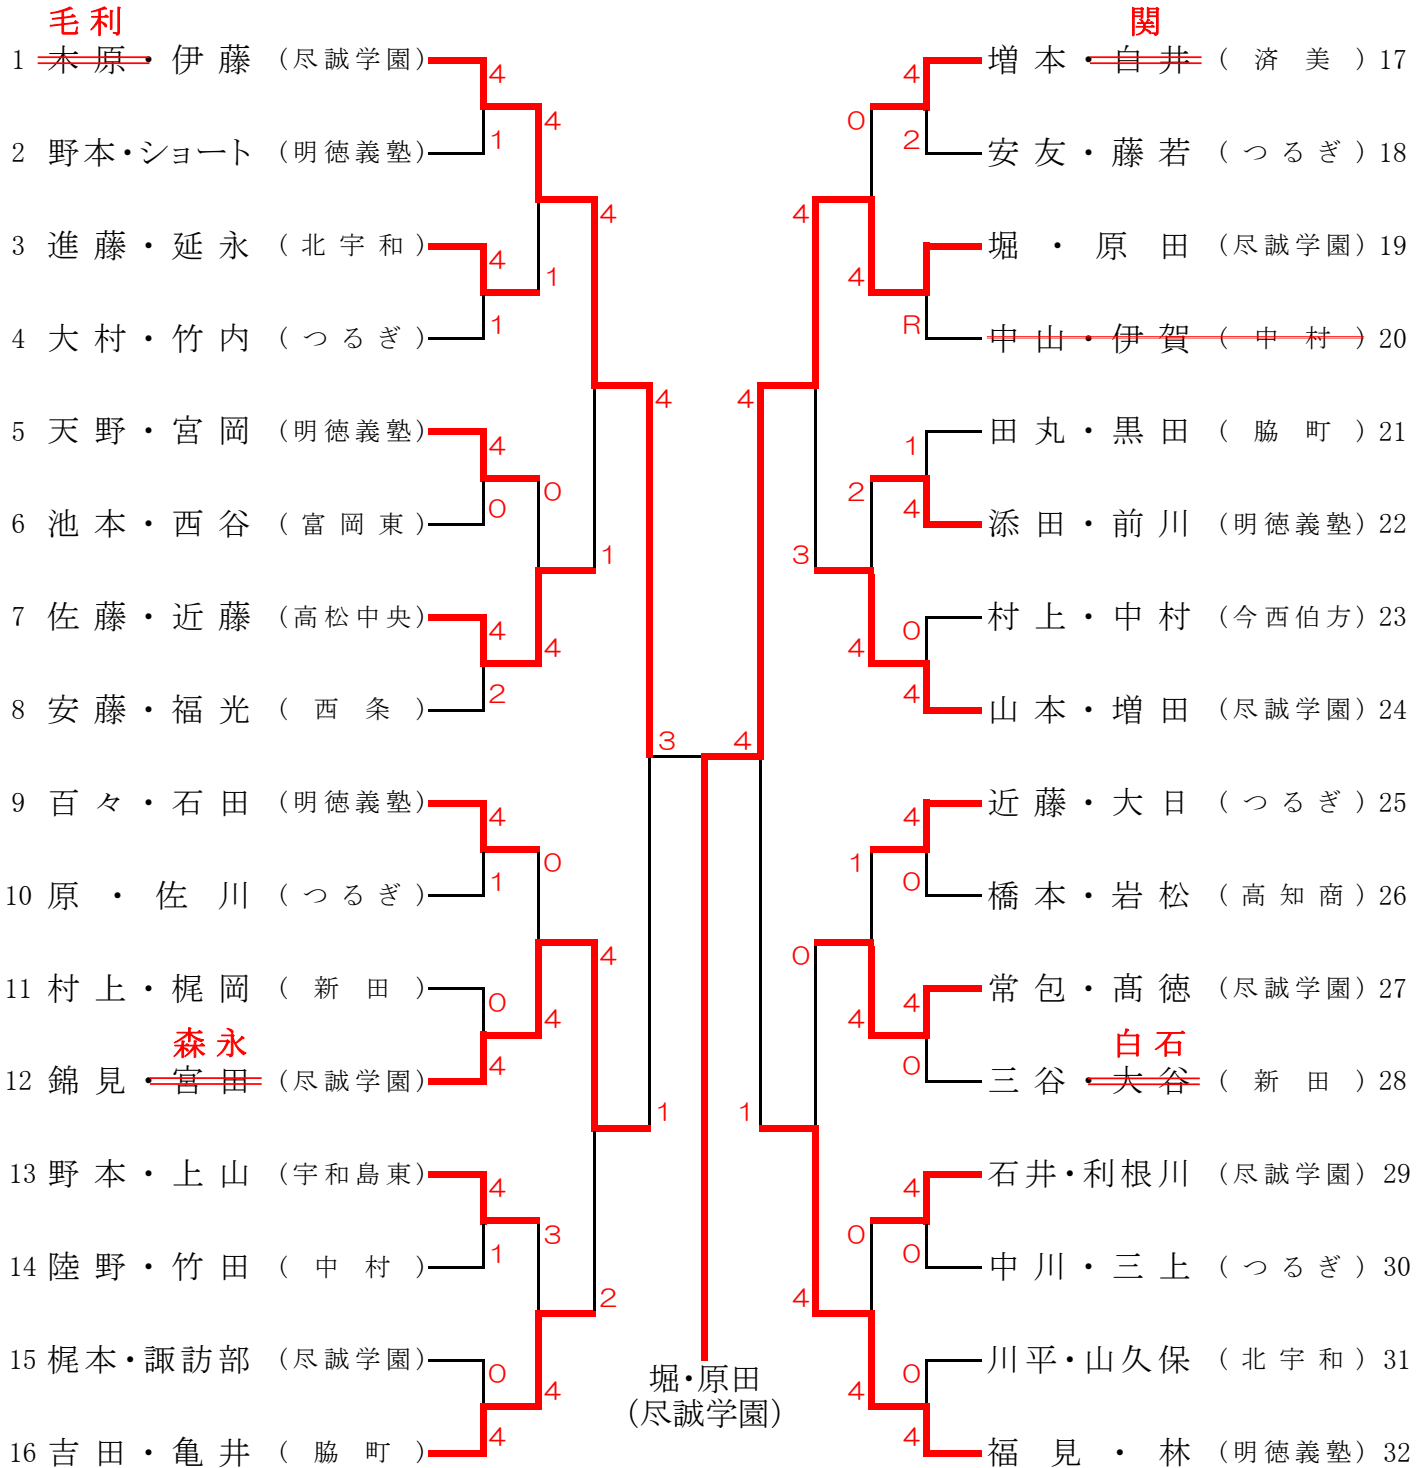 毛利
1 木原・伊藤 (尽誠学園)
4
1
4
2 野本・ショート (明徳義塾)
4
3 進藤・延永 (北宇和)
4
1
1
4 大村・竹内 (つるぎ)
4
5 天野・宮岡 (明徳義塾)
4
0
0
6 池本・西谷 (富岡東)
1
7 佐藤・近藤 (高松中央)
4
2
4
8 安藤・福光 (西条)
3
9 百々・石田 (明徳義塾)
4
1
0
10 原・佐川 (つるぎ)
4
11 村上・梶岡 (新田)
0
4
4
森永
12 錦見・宮田 (尽誠学園)
1
13 野本・上山 (宇和島東)
4
1
3
14 陸野・竹田 (中村)
2
15 梶本・諏訪部 (尽誠学園)
0
4
4
16 吉田・亀井 (脇町)
関
増本・白井 (済美) 17
4
2
0
安友・藤若 (つるぎ) 18
4
堀・原田 (尽誠学園) 19
4
R
中山・伊賀 (中村) 20
4
田丸・黒田 (脇町) 21
1
4
2
添田・前川 (明徳義塾) 22
3
村上・中村 (今西伯方) 23
0
4
4
山本・増田 (尽誠学園) 24
4
近藤・大日 (つるぎ) 25
4
0
1
橋本・岩松 (高知商) 26
0
常包・髙徳 (尽誠学園) 27
4
0
4
白石
三谷・大谷 (新田) 28
1
石井・利根川 (尽誠学園) 29
4
0
0
中川・三上 (つるぎ) 30
4
川平・山久保 (北宇和) 31
0
4
4
福見・林 (明徳義塾) 32
堀・原田
(尽誠学園)